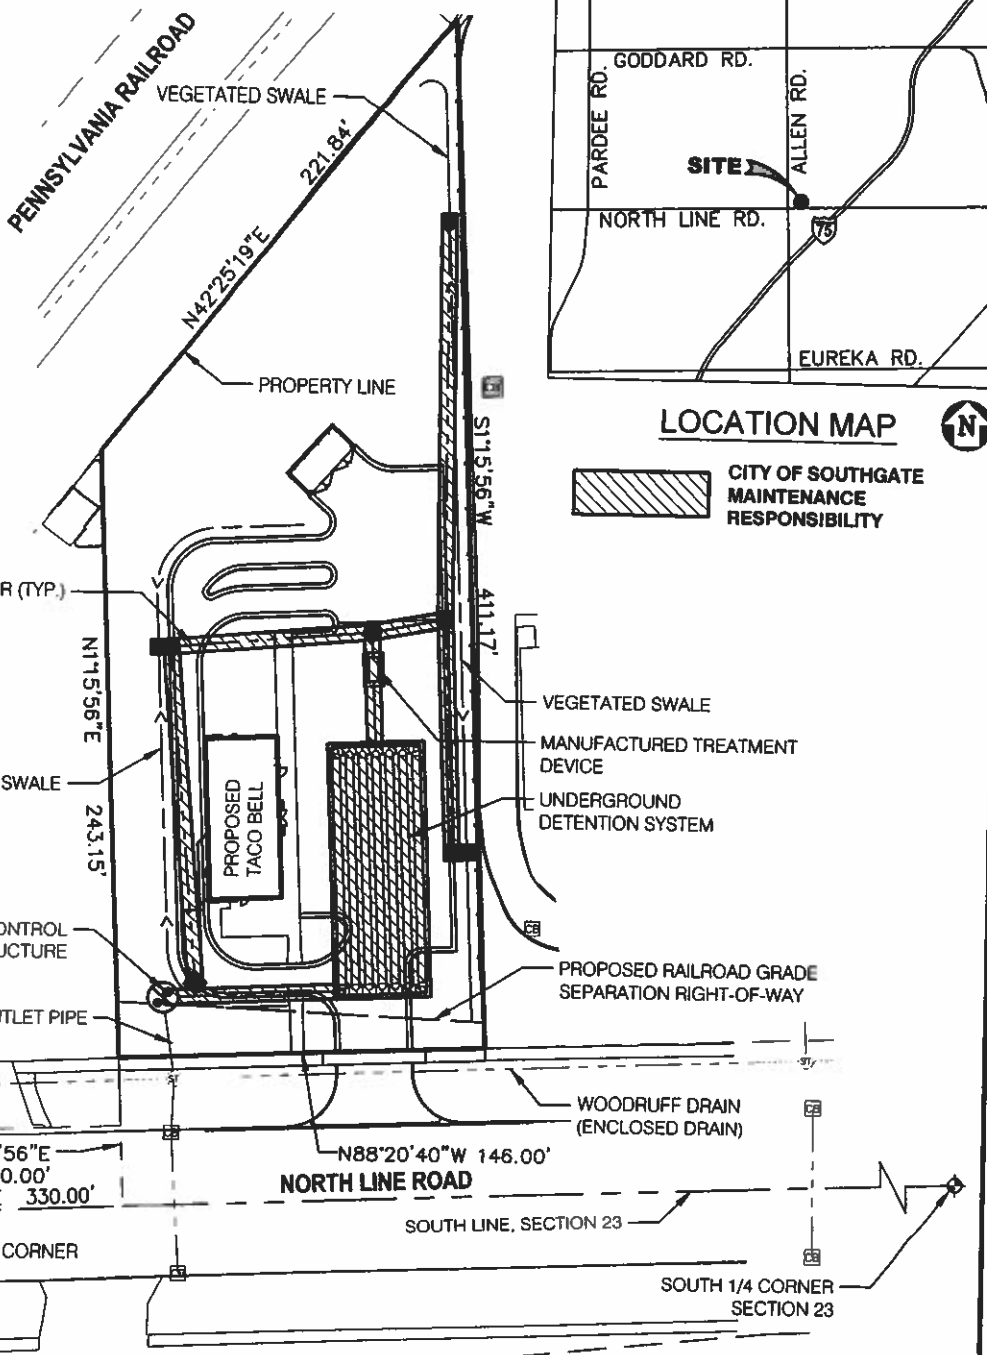 PENNSYLVANIA RAILROAD
VEGETATED SWALE
221.84'
N42°25'19"E
PROPERTY LINE
GODDARD RD.
PARDEE RD.
ALLEN RD.
SITE
NORTH LINE RD.
75
EUREKA RD.
LOCATION MAP
N
CITY OF SOUTHGATE
MAINTENANCE
RESPONSIBILITY
S1°15'56"W
411.17'
R (TYP.)
N1°15'56"E
243.15'
SWALE
PROPOSED
TACO BELL
VEGETATED SWALE
MANUFACTURED TREATMENT
DEVICE
UNDERGROUND
DETENTION SYSTEM
CB
ONTROL
UCTURE
PROPOSED RAILROAD GRADE
SEPARATION RIGHT-OF-WAY
UTLET PIPE
ST
ST
WOODRUFF DRAIN
(ENCLOSED DRAIN)
CB
CB
'56"E
0.00'
330.00'
N88°20'40"W 146.00'
NORTH LINE ROAD
SOUTH LINE, SECTION 23
CORNER
CB
SOUTH 1/4 CORNER
SECTION 23